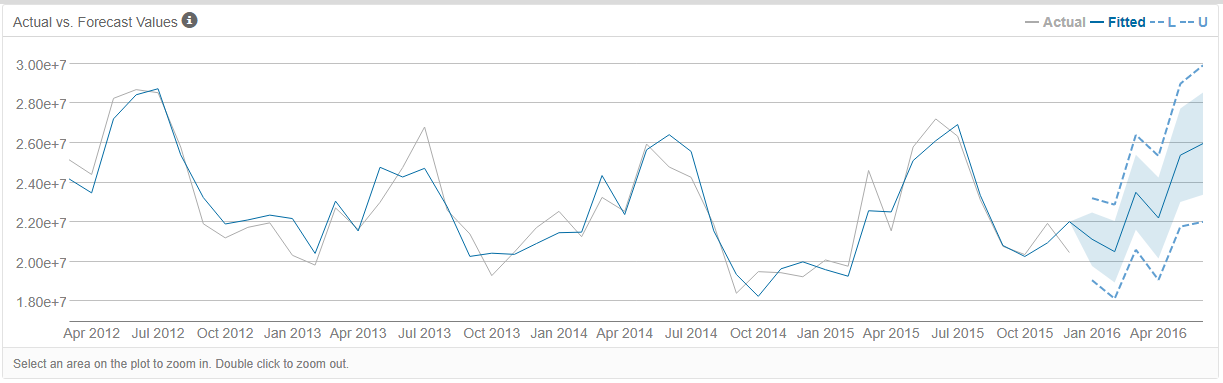 Actual vs. Forecast Values i
Actual Fitted L U
3.00e+7
2.80e+7
2.60e+7
2.40e+7
2.20e+7
2.00e+7
1.80e+7
Apr 2012 Jul 2012 Oct 2012 Jan 2013 Apr 2013 Jul 2013 Oct 2013 Jan 2014 Apr 2014 Jul 2014 Oct 2014 Jan 2015 Apr 2015 Jul 2015 Oct 2015 Jan 2016 Apr 2016
Select an area on the plot to zoom in. Double click to zoom out.